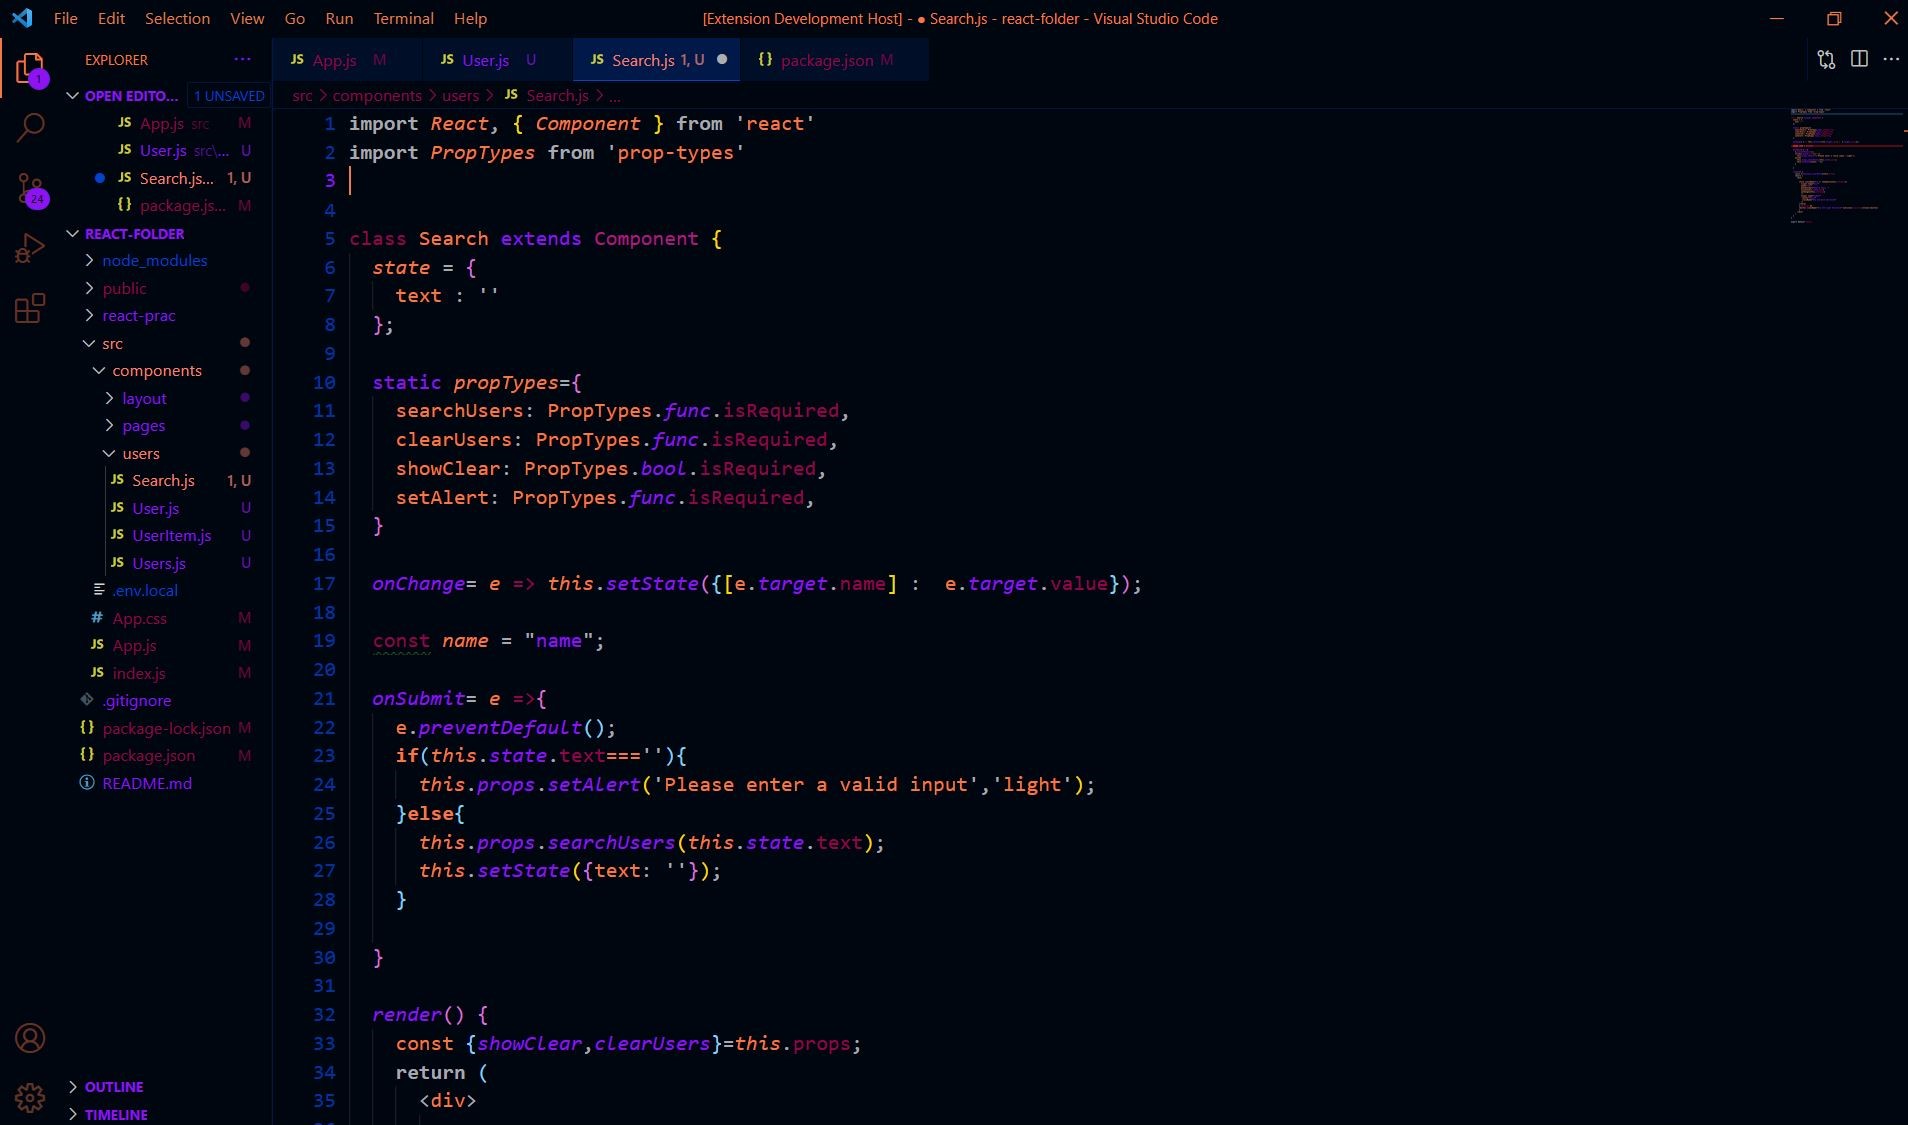 File Edit Selection View Go Run Terminal Help
[Extension Development Host] - ● Search.js - react-folder - Visual Studio Code
EXPLORER ...
JS App.js M
JS User.js U
JS Search.js 1, U ●
{} package.json M
1
24
OPEN EDITO... 1 UNSAVED
JS App.js src M
JS User.js src\... U
● JS Search.js... 1, U
{} package.js... M
REACT-FOLDER
node_modules
public
react-prac
src
components
layout
pages
users
JS Search.js 1, U
JS User.js U
JS UserItem.js U
JS Users.js U
.env.local
# App.css M
JS App.js M
JS index.js M
.gitignore
{} package-lock.json M
{} package.json M
README.md
OUTLINE
TIMELINE
src > components > users > JS Search.js > ...
1 import React, { Component } from 'react'
2 import PropTypes from 'prop-types'
3
4
5 class Search extends Component {
6 state = {
7 text : ''
8 };
9
10 static propTypes={
11 searchUsers: PropTypes.func.isRequired,
12 clearUsers: PropTypes.func.isRequired,
13 showClear: PropTypes.bool.isRequired,
14 setAlert: PropTypes.func.isRequired,
15 }
16
17 onChange= e => this.setState({[e.target.name] :  e.target.value});
18
19 const name = "name";
20
21 onSubmit= e =>{
22 e.preventDefault();
23 if(this.state.text===''){
24 this.props.setAlert('Please enter a valid input','light');
25 }else{
26 this.props.searchUsers(this.state.text);
27 this.setState({text: ''});
28 }
29
30 }
31
32 render() {
33 const {showClear,clearUsers}=this.props;
34 return (
35 <div>